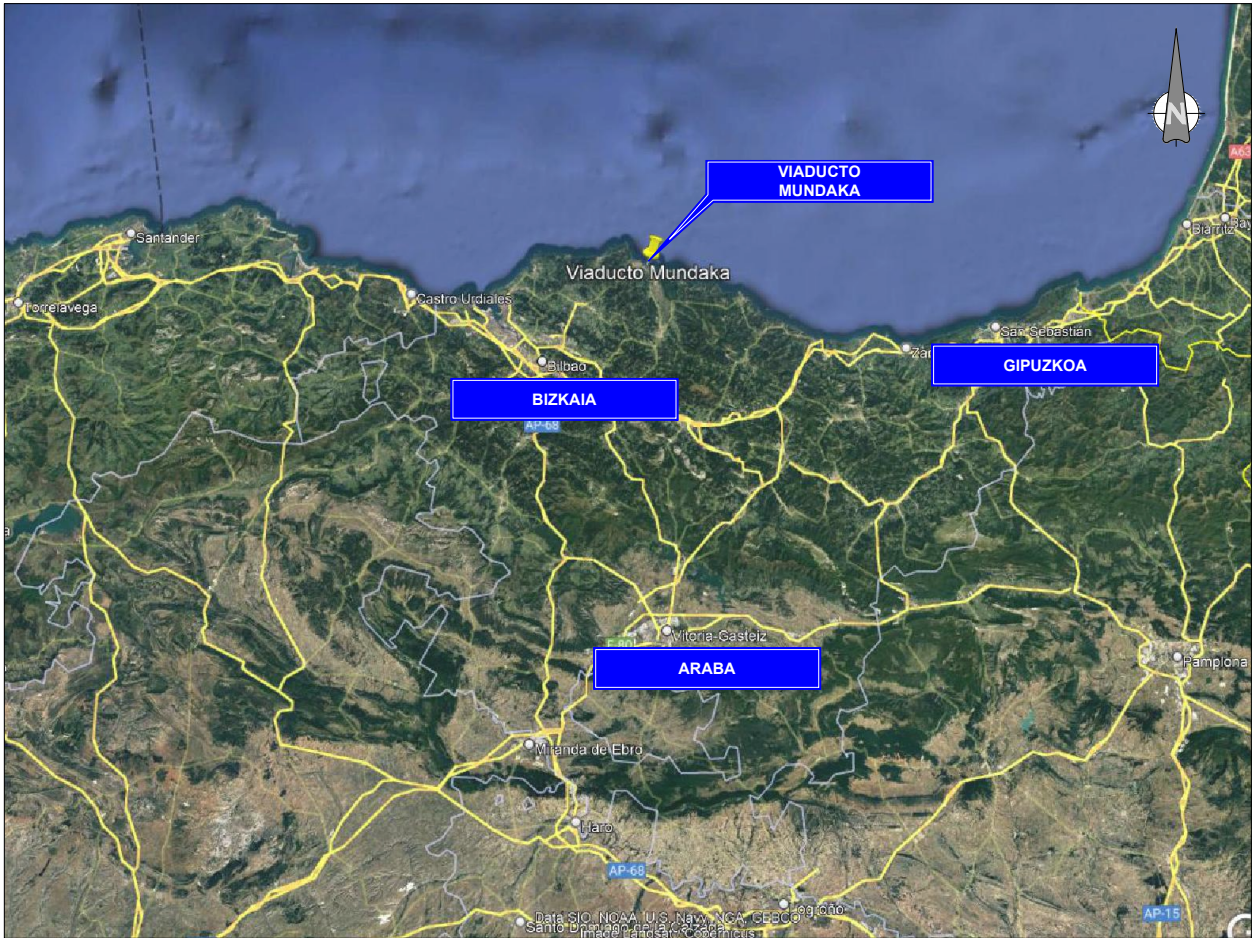 N
A63
VIADUCTO
MUNDAKA
Santander
Biarritz
Bay
Viaducto Mundaka
Torrelavega
Castro Urdiales
San Sebastián
Bilbao
GIPUZKOA
BIZKAIA
AP-68
Vitoria-Gasteiz
ARABA
Pamplona
Miranda de Ebro
Haro
AP-68
Logroño
AP-15
Data SIO, NOAA, U.S. Navy, NGA, GEBCO
Santo Domingo de la Calzada
Image Landsat / Copernicus